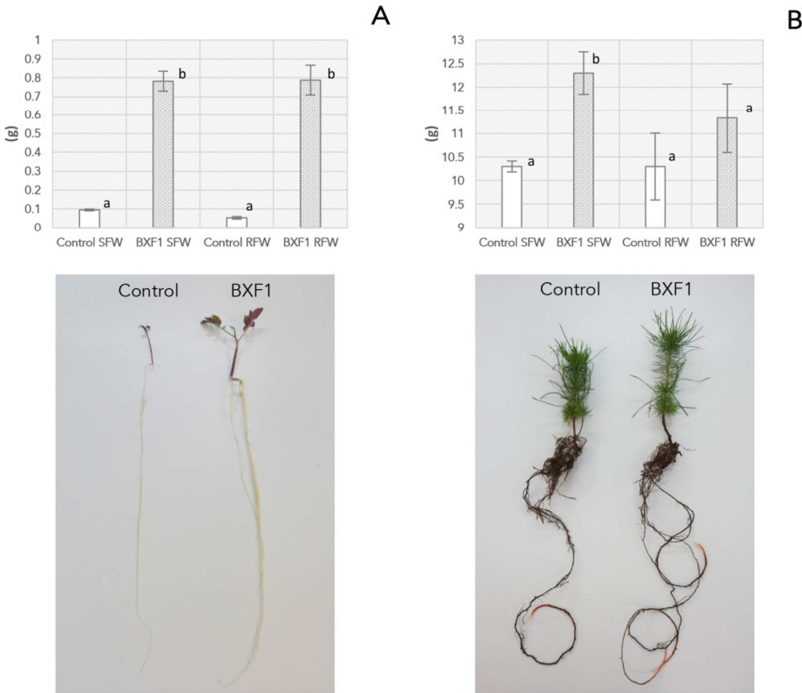 A
(g)
1
0.9
0.8
0.7
0.6
0.5
0.4
0.3
0.2
0.1
0
a
b
a
b
Control SFW BXF1 SFW Control RFW BXF1 RFW
Control BXF1
B
(g)
13
12.5
12
11.5
11
10.5
10
9.5
9
a
b
a
a
Control SFW BXF1 SFW Control RFW BXF1 RFW
Control BXF1